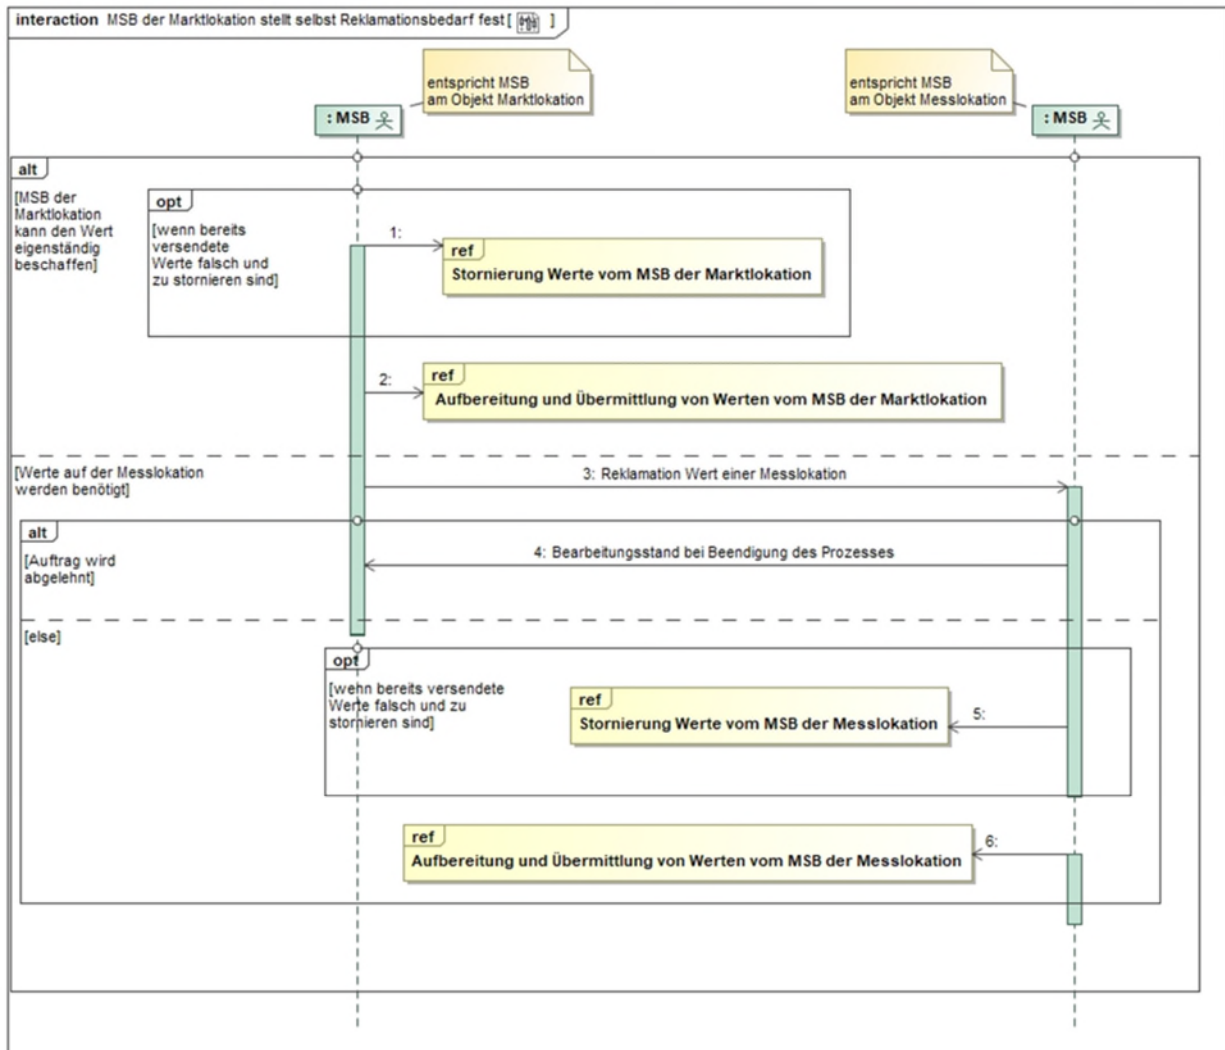 interaction MSB der Marktlokation stellt selbst Reklamationsbedarf fest[ ]
entspricht MSB
am Objekt Marktlokation
entspricht MSB
am Objekt Messlokation
: MSB
: MSB
alt
[MSB der
Marktlokation
kann den Wert
eigenständig
beschaffen]
opt
[wenn bereits
versendete
Werte falsch und
zu stornieren sind]
1:
ref
Stornierung Werte vom MSB der Marktlokation
2:
ref
Aufbereitung und Übermittlung von Werten vom MSB der Marktlokation
[Werte auf der Messlokation
werden benötigt]
3: Reklamation Wert einer Messlokation
alt
[Auftrag wird
abgelehnt]
4: Bearbeitungsstand bei Beendigung des Prozesses
[else]
opt
[wenn bereits versendete
Werte falsch und zu
stornieren sind]
ref
Stornierung Werte vom MSB der Messlokation
5:
ref
Aufbereitung und Übermittlung von Werten vom MSB der Messlokation
6: